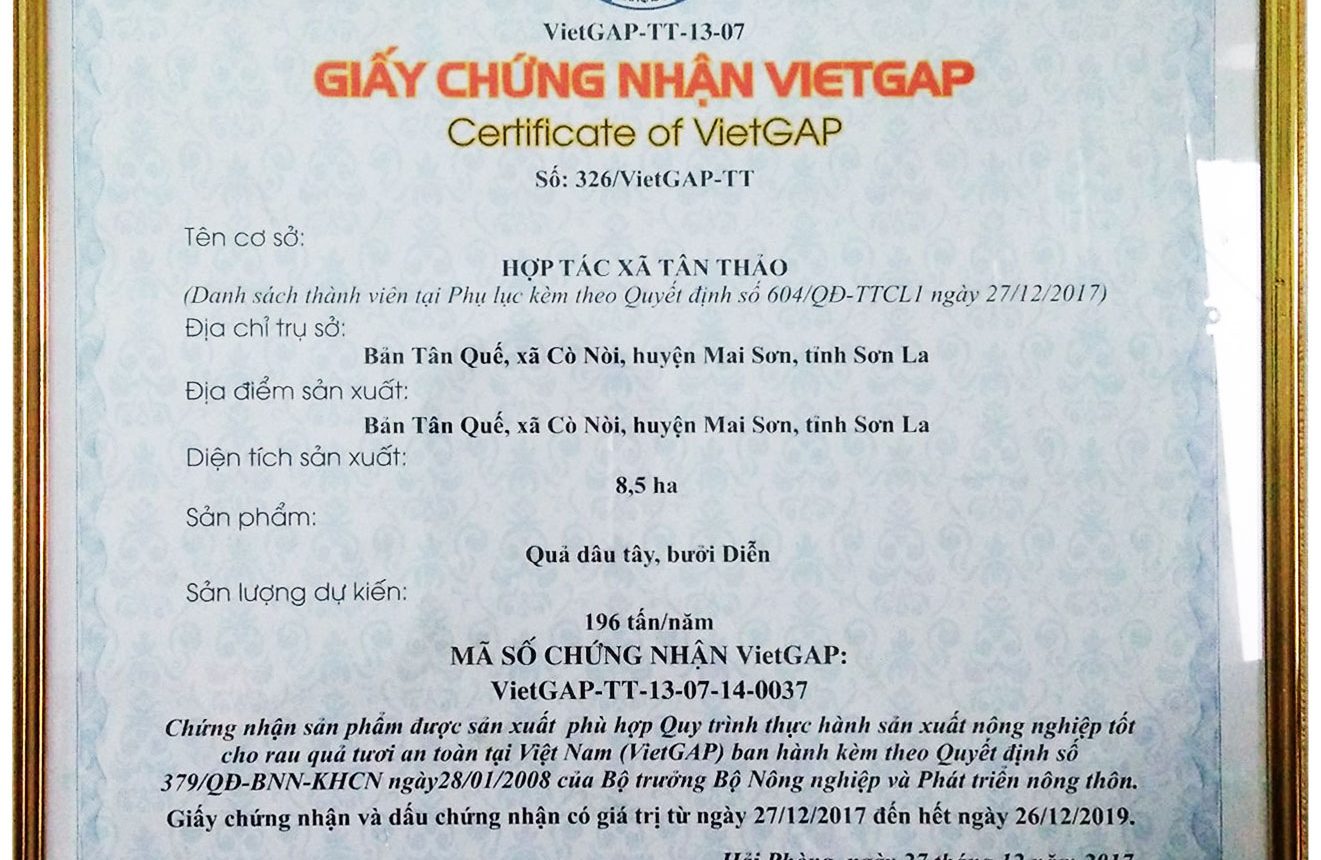 VietGAP-TT-13-07
GIẤY CHỨNG NHẬN VIETGAP
Certificate of VietGAP
Số: 326/VietGAP-TT
Tên cơ sở:
HỢP TÁC XÃ TÂN THẢO
(Danh sách thành viên tại Phụ lục kèm theo Quyết định số 604/QĐ-TTCL1 ngày 27/12/2017)
Địa chỉ trụ sở:
Bản Tân Quế, xã Cò Nòi, huyện Mai Sơn, tỉnh Sơn La
Địa điểm sản xuất:
Bản Tân Quế, xã Cò Nòi, huyện Mai Sơn, tỉnh Sơn La
Diện tích sản xuất:
8,5 ha
Sản phẩm:
Quả dâu tây, bưởi Diễn
Sản lượng dự kiến:
196 tấn/năm
MÃ SỐ CHỨNG NHẬN VietGAP:
VietGAP-TT-13-07-14-0037
Chứng nhận sản phẩm được sản xuất phù hợp Quy trình thực hành sản xuất nông nghiệp tốt
cho rau quả tươi an toàn tại Việt Nam (VietGAP) ban hành kèm theo Quyết định số
379/QĐ-BNN-KHCN ngày28/01/2008 của Bộ trưởng Bộ Nông nghiệp và Phát triển nông thôn.
Giấy chứng nhận và dấu chứng nhận có giá trị từ ngày 27/12/2017 đến hết ngày 26/12/2019.
Hải Phòng, ngày 27 tháng 12 năm 2017